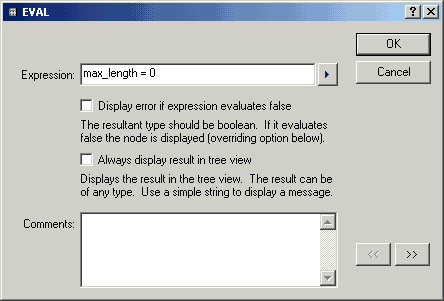 EVAL
OK
Expression: max_length = 0
Cancel
Display error if expression evaluates false
The resultant type should be boolean.  If it evaluates
false the node is displayed (overriding option below).
Always display result in tree view
Displays the result in the tree view.  The result can be
of any type.  Use a simple string to display a message.
Comments:
<< >>